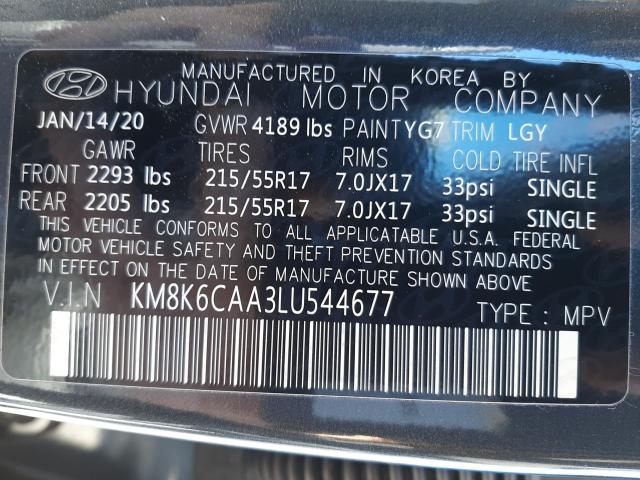 MANUFACTURED IN KOREA BY
HYUNDAI MOTOR COMPANY
JAN/14/20 GVWR 4189 lbs PAINT YG7 TRIM LGY
GAWR TIRES RIMS COLD TIRE INFL
FRONT 2293 lbs 215/55R17 7.0JX17 33psi SINGLE
REAR 2205 lbs 215/55R17 7.0JX17 33psi SINGLE
THIS VEHICLE CONFORMS TO ALL APPLICATABLE U.S.A. FEDERAL
MOTOR VEHICLE SAFETY AND THEFT PREVENTION STANDARDS
IN EFFECT ON THE DATE OF MANUFACTURE SHOWN ABOVE
V.I.N KM8K6CAA3LU544677 TYPE : MPV